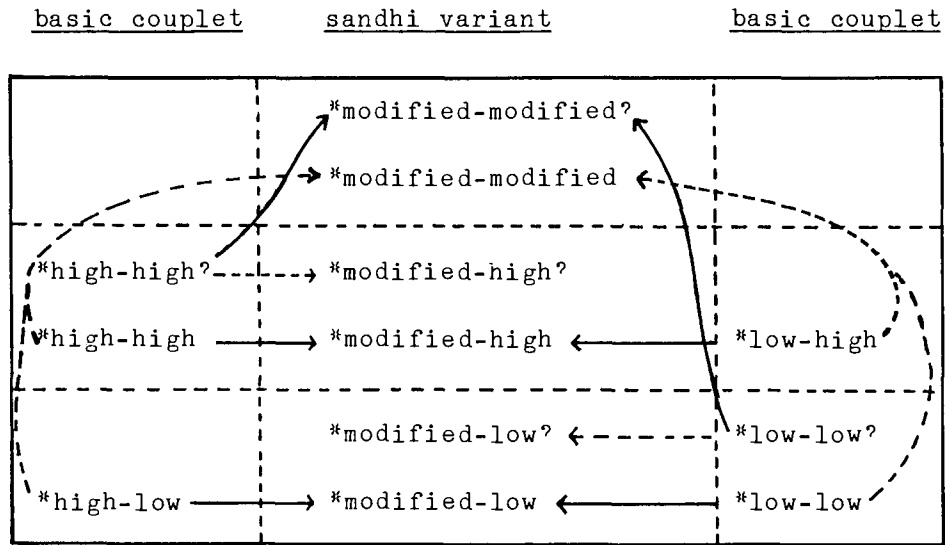 basic couplet sandhi variant basic couplet
*modified-modified?
*modified-modified
*high-high? *modified-high?
*high-high *modified-high *low-high
*modified-low? *low-low?
*high-low *modified-low *low-low